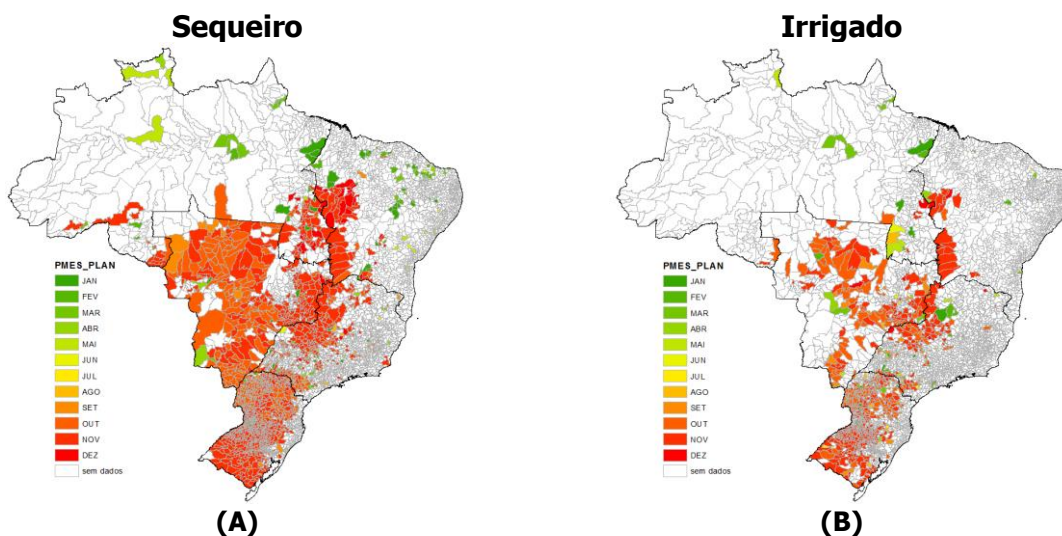 Sequeiro
Irrigado
PMES_PLAN
JAN
FEV
MAR
ABR
MAI
JUN
JUL
AGO
SET
OUT
NOV
DEZ
sem dados
PMES_PLAN
JAN
FEV
MAR
ABR
MAI
JUN
JUL
AGO
SET
OUT
NOV
DEZ
sem dados
(A)
(B)